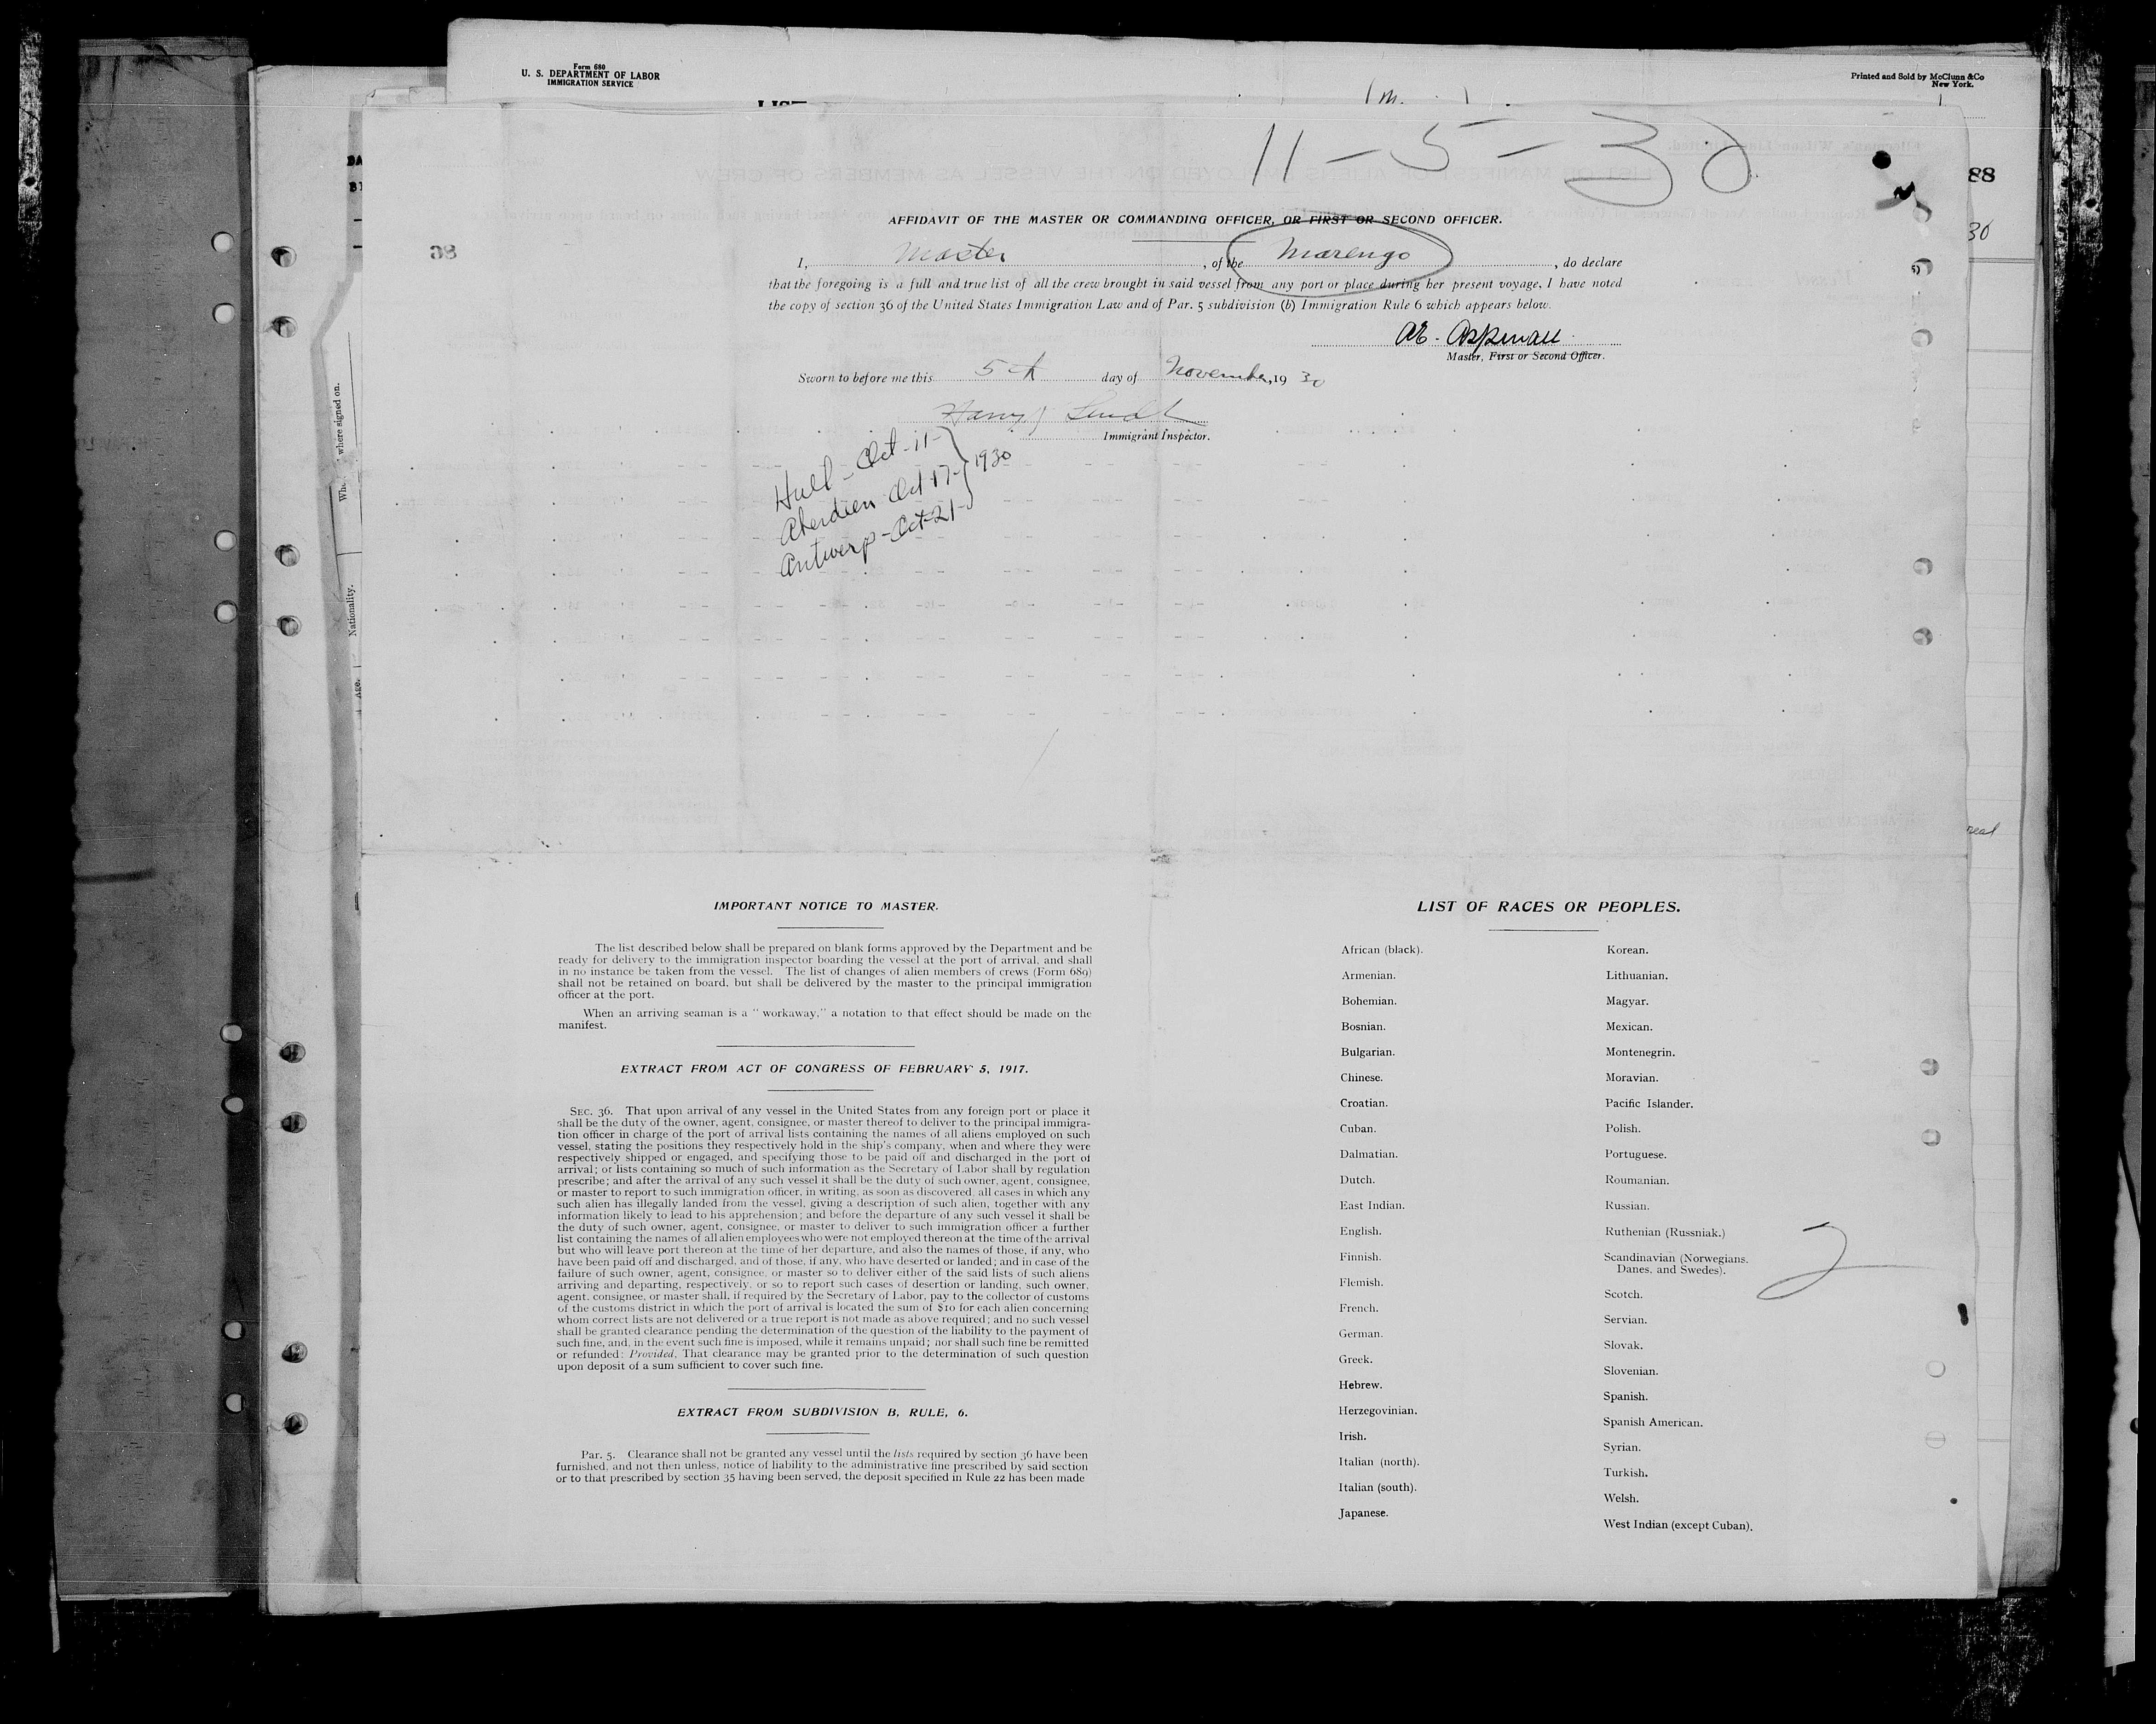 Form 680
U. S. DEPARTMENT OF LABOR
IMMIGRATION SERVICE
Printed and Sold by McClunn &Co
New York.
11-5-30
88
30
38
AFFIDAVIT OF THE MASTER OR COMMANDING OFFICER, OR FIRST OR SECOND OFFICER.
I, Master, of the Marengo, do declare
that the foregoing is a full and true list of all the crew brought in said vessel from any port or place during her present voyage, I have noted
the copy of section 36 of the United States Immigration Law and of Par. 5 subdivision (b) Immigration Rule 6 which appears below.
Master, First or Second Officer.
Sworn to before me this 5th day of November, 1930
Harry J
Immigrant Inspector.
Hull - Oct - 11 -
Aberdeen Oct 17 - 1930
Antwerp - Oct - 21 -
where signed on.
Nationality.
Age.
IMPORTANT NOTICE TO MASTER.
The list described below shall be prepared on blank forms approved by the Department and be
ready for delivery to the immigration inspector boarding the vessel at the port of arrival, and shall
in no instance be taken from the vessel. The list of changes of alien members of crews (Form 689)
shall not be retained on board, but shall be delivered by the master to the principal immigration
officer at the port.
When an arriving seaman is a "workaway," a notation to that effect should be made on the
manifest.
EXTRACT FROM ACT OF CONGRESS OF FEBRUARY 5, 1917.
SEC. 36. That upon arrival of any vessel in the United States from any foreign port or place it
shall be the duty of the owner, agent, consignee, or master thereof to deliver to the principal immigra-
tion officer in charge of the port of arrival lists containing the names of all aliens employed on such
vessel, stating the positions they respectively hold in the ship's company, when and where they were
respectively shipped or engaged, and specifying those to be paid off and discharged in the port of
arrival; or lists containing so much of such information as the Secretary of Labor shall by regulation
prescribe; and after the arrival of any such vessel it shall be the duty of such owner, agent, consignee,
or master to report to such immigration officer, in writing, as soon as discovered, all cases in which any
such alien has illegally landed from the vessel, giving a description of such alien, together with any
information likely to lead to his apprehension; and before the departure of any such vessel it shall be
the duty of such owner, agent, consignee, or master to deliver to such immigration officer a further
list containing the names of all alien employees who were not employed thereon at the time of the arrival
but who will leave port thereon at the time of her departure, and also the names of those, if any, who
have been paid off and discharged, and of those, if any, who have deserted or landed; and in case of the
failure of such owner, agent, consignee, or master so to deliver either of the said lists of such aliens
arriving and departing, respectively, or so to report such cases of desertion or landing, such owner,
agent, consignee, or master shall, if required by the Secretary of Labor, pay to the collector of customs
of the customs district in which the port of arrival is located the sum of $10 for each alien concerning
whom correct lists are not delivered or a true report is not made as above required; and no such vessel
shall be granted clearance pending the determination of the question of the liability to the payment of
such fine, and, in the event such fine is imposed, while it remains unpaid; nor shall such fine be remitted
or refunded: Provided, That clearance may be granted prior to the determination of such question
upon deposit of a sum sufficient to cover such fine.
EXTRACT FROM SUBDIVISION B, RULE, 6.
Par. 5. Clearance shall not be granted any vessel until the lists required by section 36 have been
furnished, and not then unless, notice of liability to the administrative fine prescribed by said section
or to that prescribed by section 35 having been served, the deposit specified in Rule 22 has been made
LIST OF RACES OR PEOPLES.
African (black).
Armenian.
Bohemian.
Bosnian.
Bulgarian.
Chinese.
Croatian.
Cuban.
Dalmatian.
Dutch.
East Indian.
English.
Finnish.
Flemish.
French.
German.
Greek.
Hebrew.
Herzegovinian.
Irish.
Italian (north).
Italian (south).
Japanese.
Korean.
Lithuanian.
Magyar.
Mexican.
Montenegrin.
Moravian.
Pacific Islander.
Polish.
Portuguese.
Roumanian.
Russian.
Ruthenian (Russniak.)
Scandinavian (Norwegians,
Danes, and Swedes).
Scotch.
Servian.
Slovak.
Slovenian.
Spanish.
Spanish American.
Syrian.
Turkish.
Welsh.
West Indian (except Cuban).
2